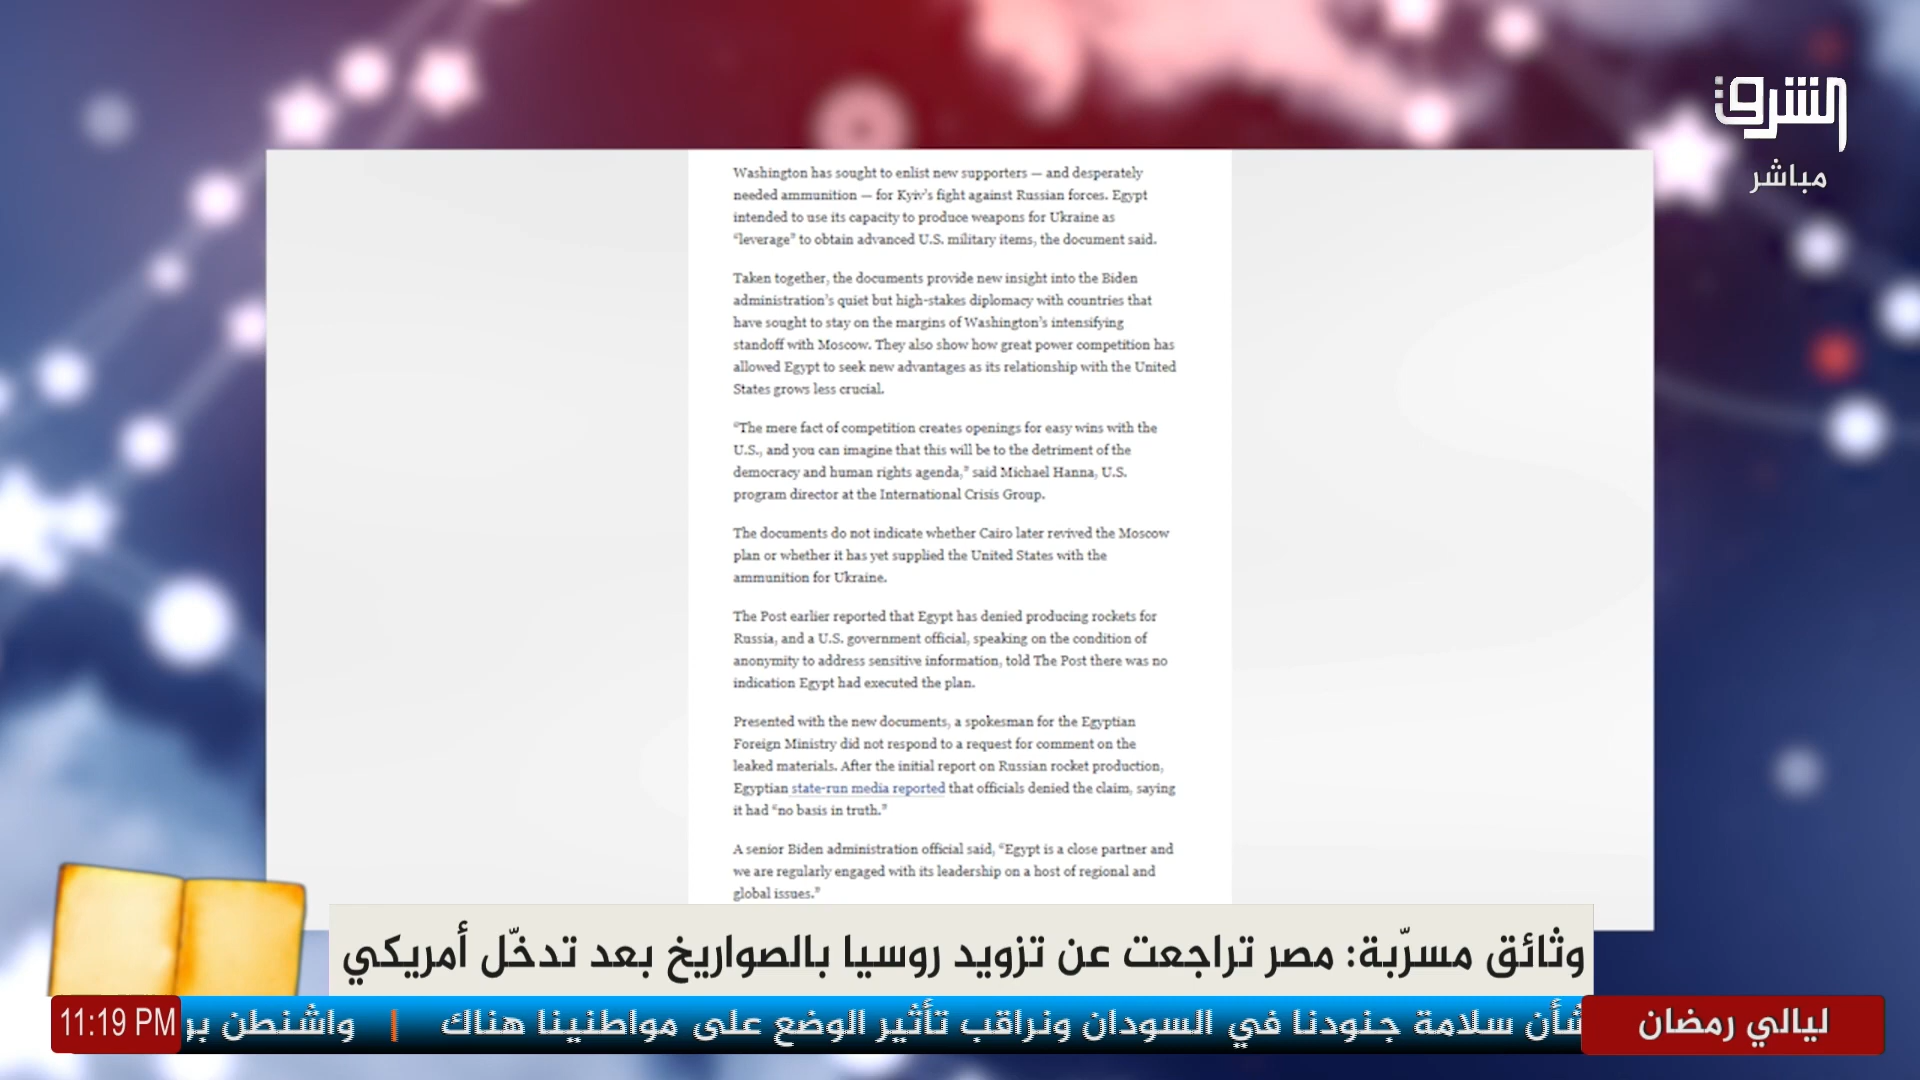 الشرق
مباشر
Washington has sought to enlist new supporters — and desperately
needed ammunition — for Kyiv's fight against Russian forces. Egypt
intended to use its capacity to produce weapons for Ukraine as
"leverage" to obtain advanced U.S. military items, the document said.
Taken together, the documents provide new insight into the Biden
administration's quiet but high-stakes diplomacy with countries that
have sought to stay on the margins of Washington's intensifying
standoff with Moscow. They also show how great power competition has
allowed Egypt to seek new advantages as its relationship with the United
States grows less crucial.
"The mere fact of competition creates openings for easy wins with the
U.S., and you can imagine that this will be to the detriment of the
democracy and human rights agenda," said Michael Hanna, U.S.
program director at the International Crisis Group.
The documents do not indicate whether Cairo later revived the Moscow
plan or whether it has yet supplied the United States with the
ammunition for Ukraine.
The Post earlier reported that Egypt has denied producing rockets for
Russia, and a U.S. government official, speaking on the condition of
anonymity to address sensitive information, told The Post there was no
indication Egypt had executed the plan.
Presented with the new documents, a spokesman for the Egyptian
Foreign Ministry did not respond to a request for comment on the
leaked materials. After the initial report on Russian rocket production,
Egyptian state-run media reported that officials denied the claim, saying
it had "no basis in truth."
A senior Biden administration official said, "Egypt is a close partner and
we are regularly engaged with its leadership on a host of regional and
global issues."
وثائق مسرّبة: مصر تراجعت عن تزويد روسيا بالصواريخ بعد تدخّل أمريكي
ليالي رمضان
شأن سلامة جنودنا في السودان ونراقب تأثير الوضع على مواطنينا هناك | واشنطن بو
11:19 PM